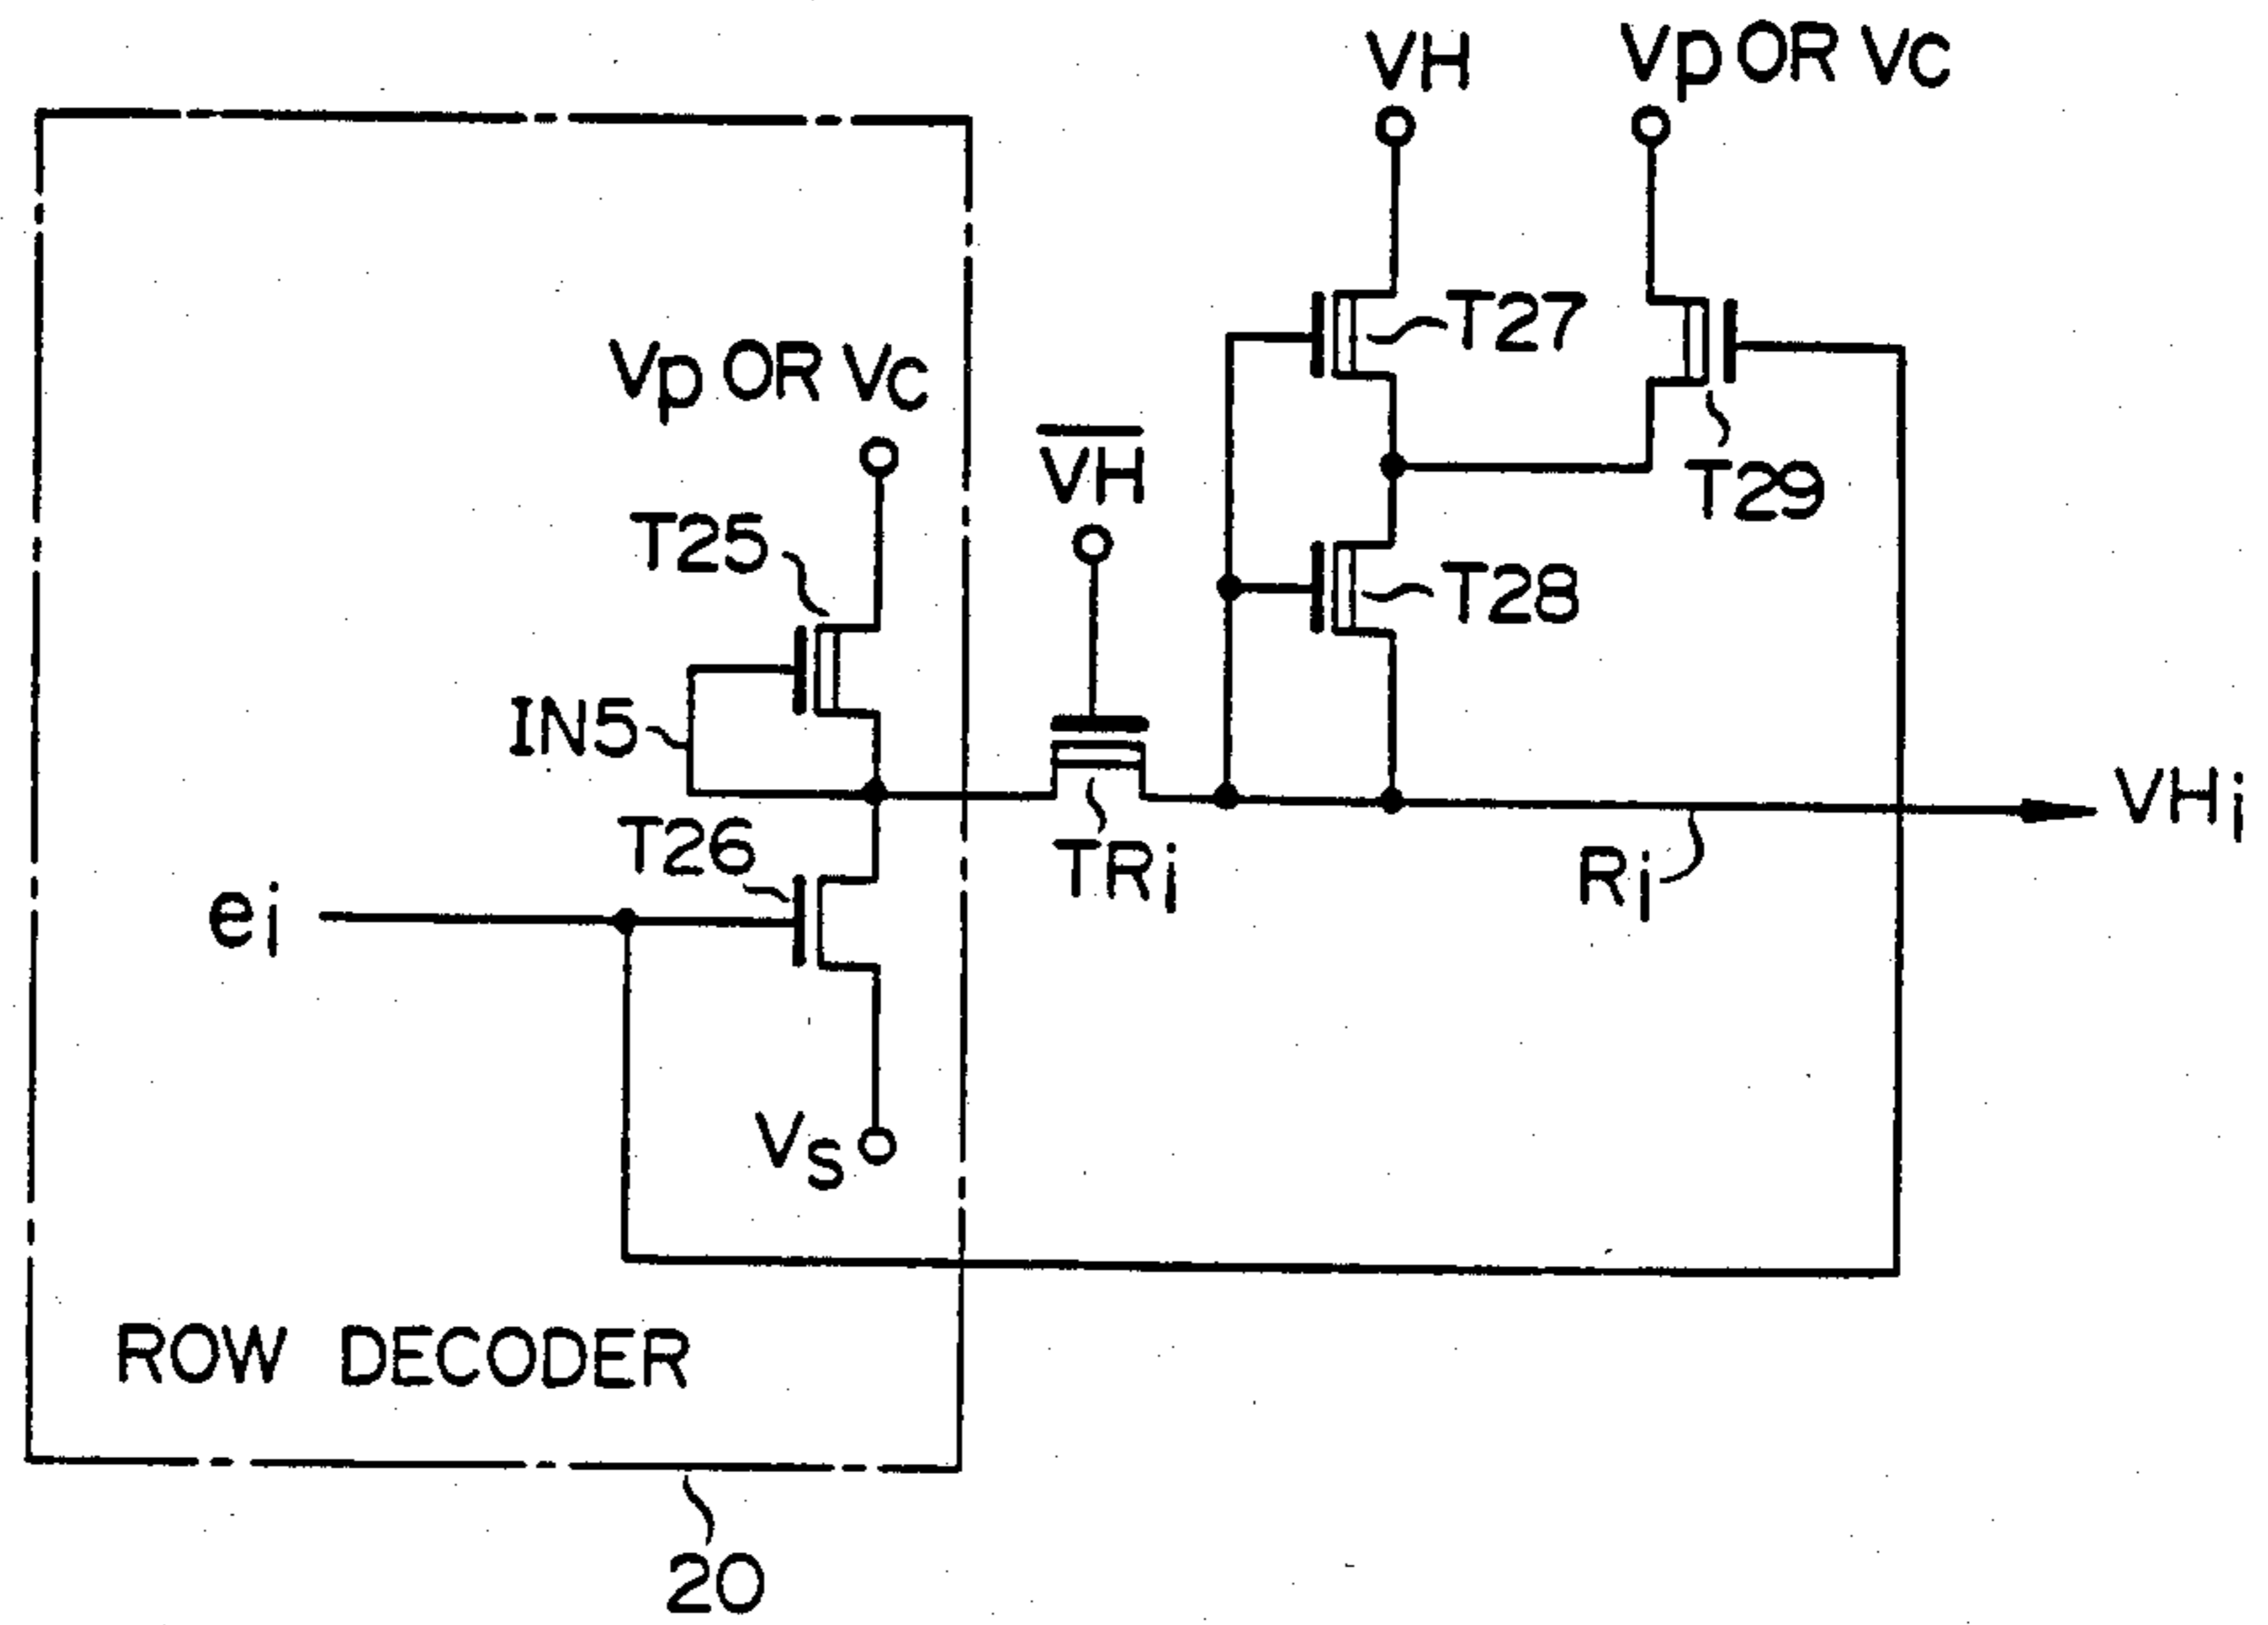 VH
Vp OR Vc
Vp OR Vc
T27
T25
V̅H̅
T29
T28
IN5
T26
TRi
VHi
Ri
ei
Vs
ROW DECODER
20